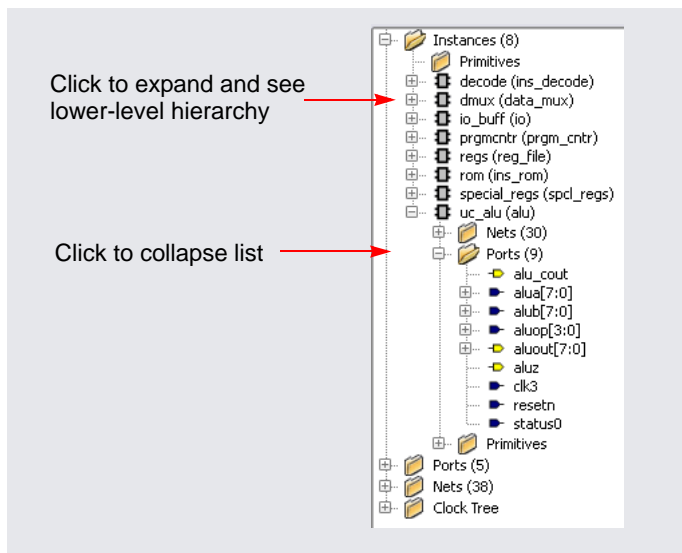 Instances (8)
Primitives
Click to expand and see
lower-level hierarchy
decode (ins_decode)
dmux (data_mux)
io_buff (io)
prgmcntr (prgm_cntr)
regs (reg_file)
rom (ins_rom)
special_regs (spcl_regs)
uc_alu (alu)
Click to collapse list
Nets (30)
Ports (9)
alu_cout
alua[7:0]
alub[7:0]
aluop[3:0]
aluout[7:0]
aluz
clk3
resetn
status0
Primitives
Ports (5)
Nets (38)
Clock Tree